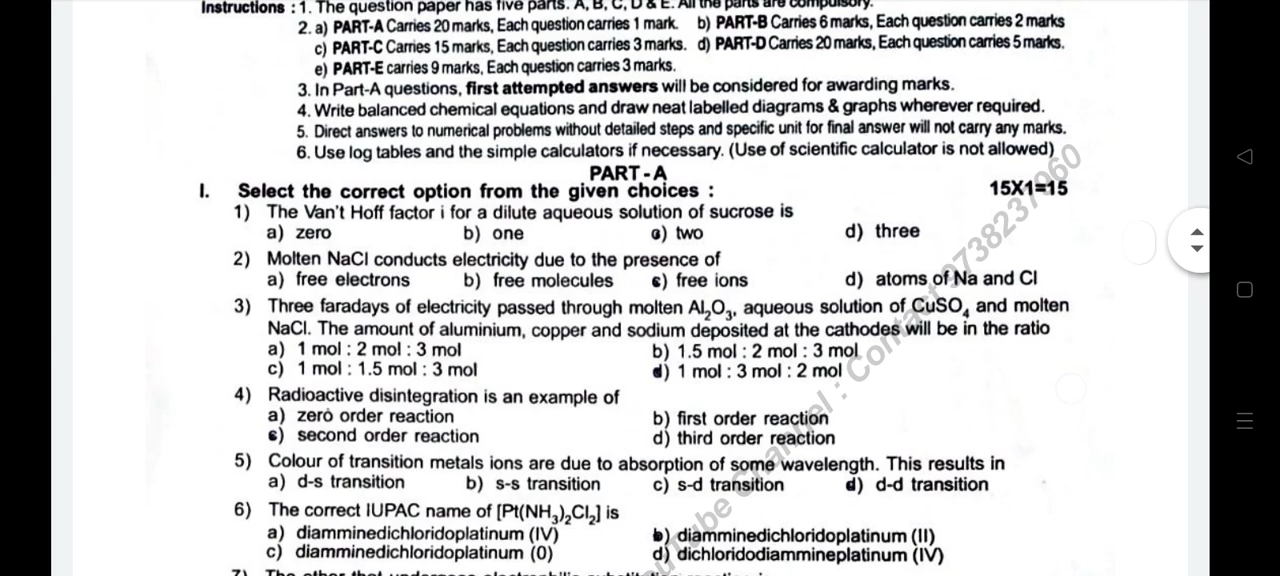 Instructions : 1. The question paper has five parts. A, B, C, D & E. All the parts are compulsory.
2. a) PART-A Carries 20 marks, Each question carries 1 mark. b) PART-B Carries 6 marks, Each question carries 2 marks
c) PART-C Carries 15 marks, Each question carries 3 marks. d) PART-D Carries 20 marks, Each question carries 5 marks.
e) PART-E carries 9 marks, Each question carries 3 marks.
3. In Part-A questions, first attempted answers will be considered for awarding marks.
4. Write balanced chemical equations and draw neat labelled diagrams & graphs wherever required.
5. Direct answers to numerical problems without detailed steps and specific unit for final answer will not carry any marks.
6. Use log tables and the simple calculators if necessary. (Use of scientific calculator is not allowed)
PART - A
I. Select the correct option from the given choices : 15X1=15
1) The Van't Hoff factor i for a dilute aqueous solution of sucrose is
a) zero b) one c) two d) three
2) Molten NaCl conducts electricity due to the presence of
a) free electrons b) free molecules c) free ions d) atoms of Na and Cl
3) Three faradays of electricity passed through molten Al₂O₃, aqueous solution of CuSO₄ and molten
NaCl. The amount of aluminium, copper and sodium deposited at the cathodes will be in the ratio
a) 1 mol : 2 mol : 3 mol b) 1.5 mol : 2 mol : 3 mol
c) 1 mol : 1.5 mol : 3 mol d) 1 mol : 3 mol : 2 mol
4) Radioactive disintegration is an example of
a) zero order reaction b) first order reaction
c) second order reaction d) third order reaction
5) Colour of transition metals ions are due to absorption of some wavelength. This results in
a) d-s transition b) s-s transition c) s-d transition d) d-d transition
6) The correct IUPAC name of [Pt(NH₃)₂Cl₂] is
a) diamminedichloridoplatinum (IV) b) diamminedichloridoplatinum (II)
c) diamminedichloridoplatinum (0) d) dichloridodiammineplatinum (IV)
Tube Channel : Contact 9738237960